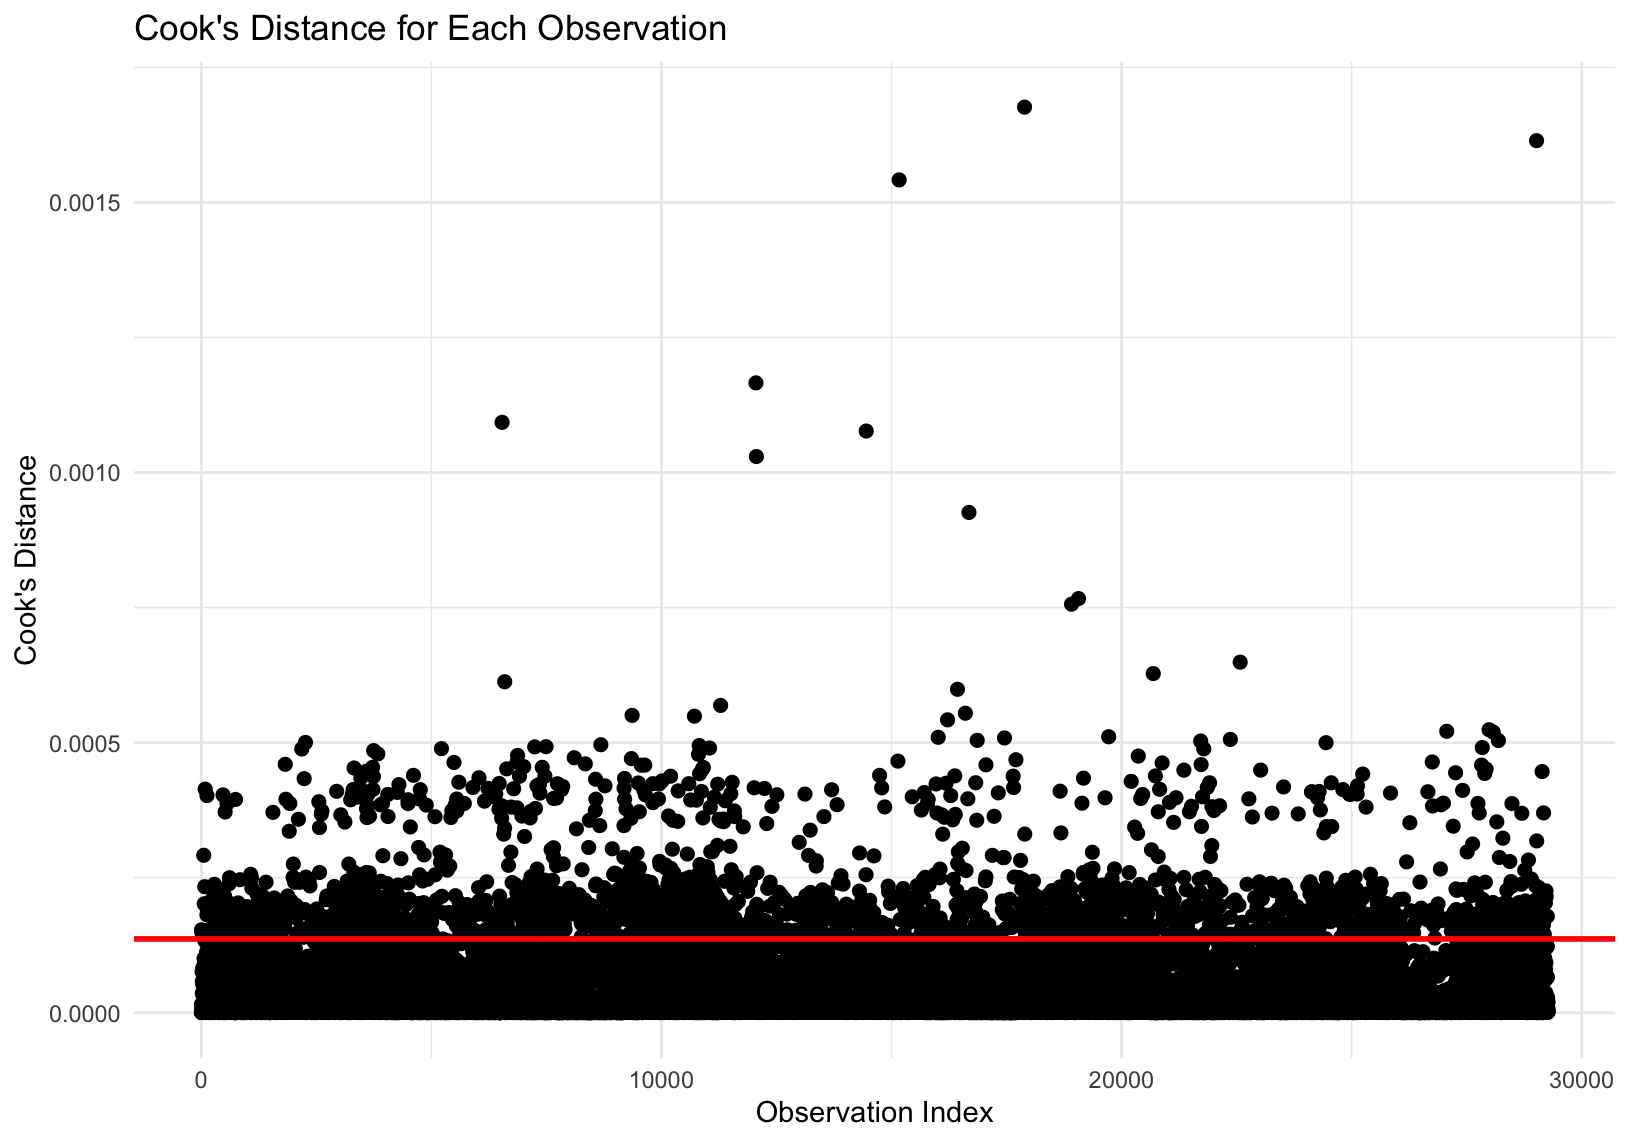 Cook's Distance for Each Observation
Cook's Distance
0.0015
0.0010
0.0005
0.0000
0 10000 20000 30000
Observation Index